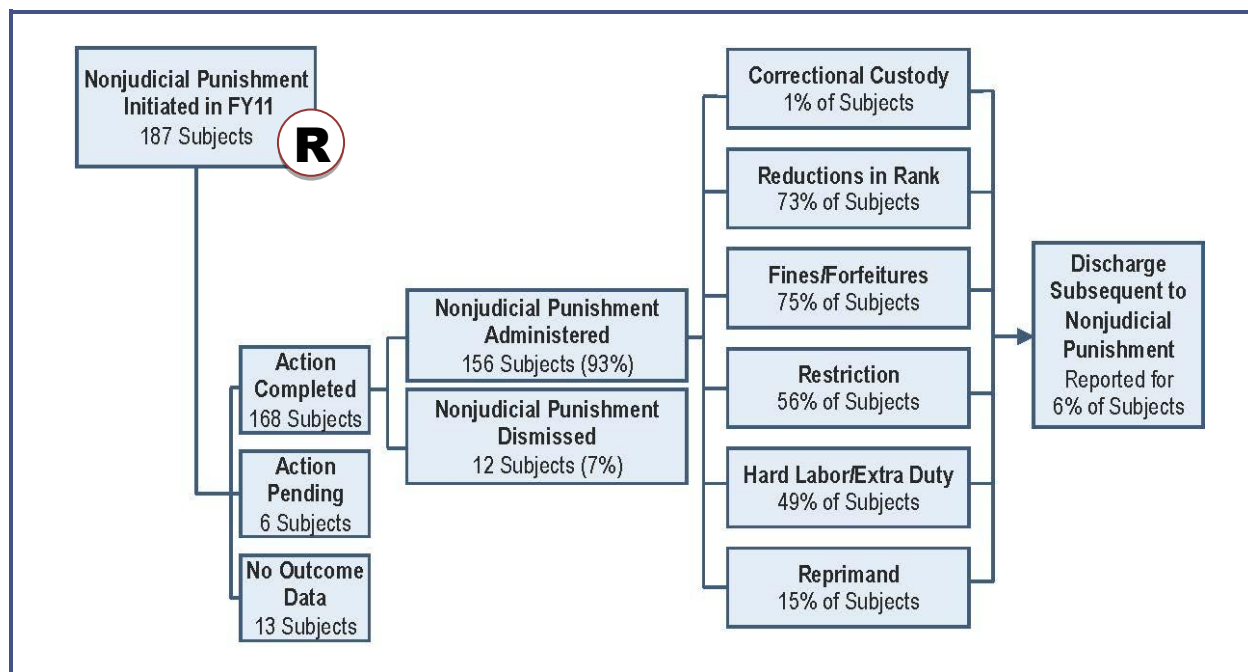 Nonjudicial Punishment
Initiated in FY11
187 Subjects
R
Action
Completed
168 Subjects
Action
Pending
6 Subjects
No Outcome
Data
13 Subjects
Nonjudicial Punishment
Administered
156 Subjects (93%)
Nonjudicial Punishment
Dismissed
12 Subjects (7%)
Correctional Custody
1% of Subjects
Reductions in Rank
73% of Subjects
Fines/Forfeitures
75% of Subjects
Restriction
56% of Subjects
Hard Labor/Extra Duty
49% of Subjects
Reprimand
15% of Subjects
Discharge
Subsequent to
Nonjudicial
Punishment
Reported for
6% of Subjects